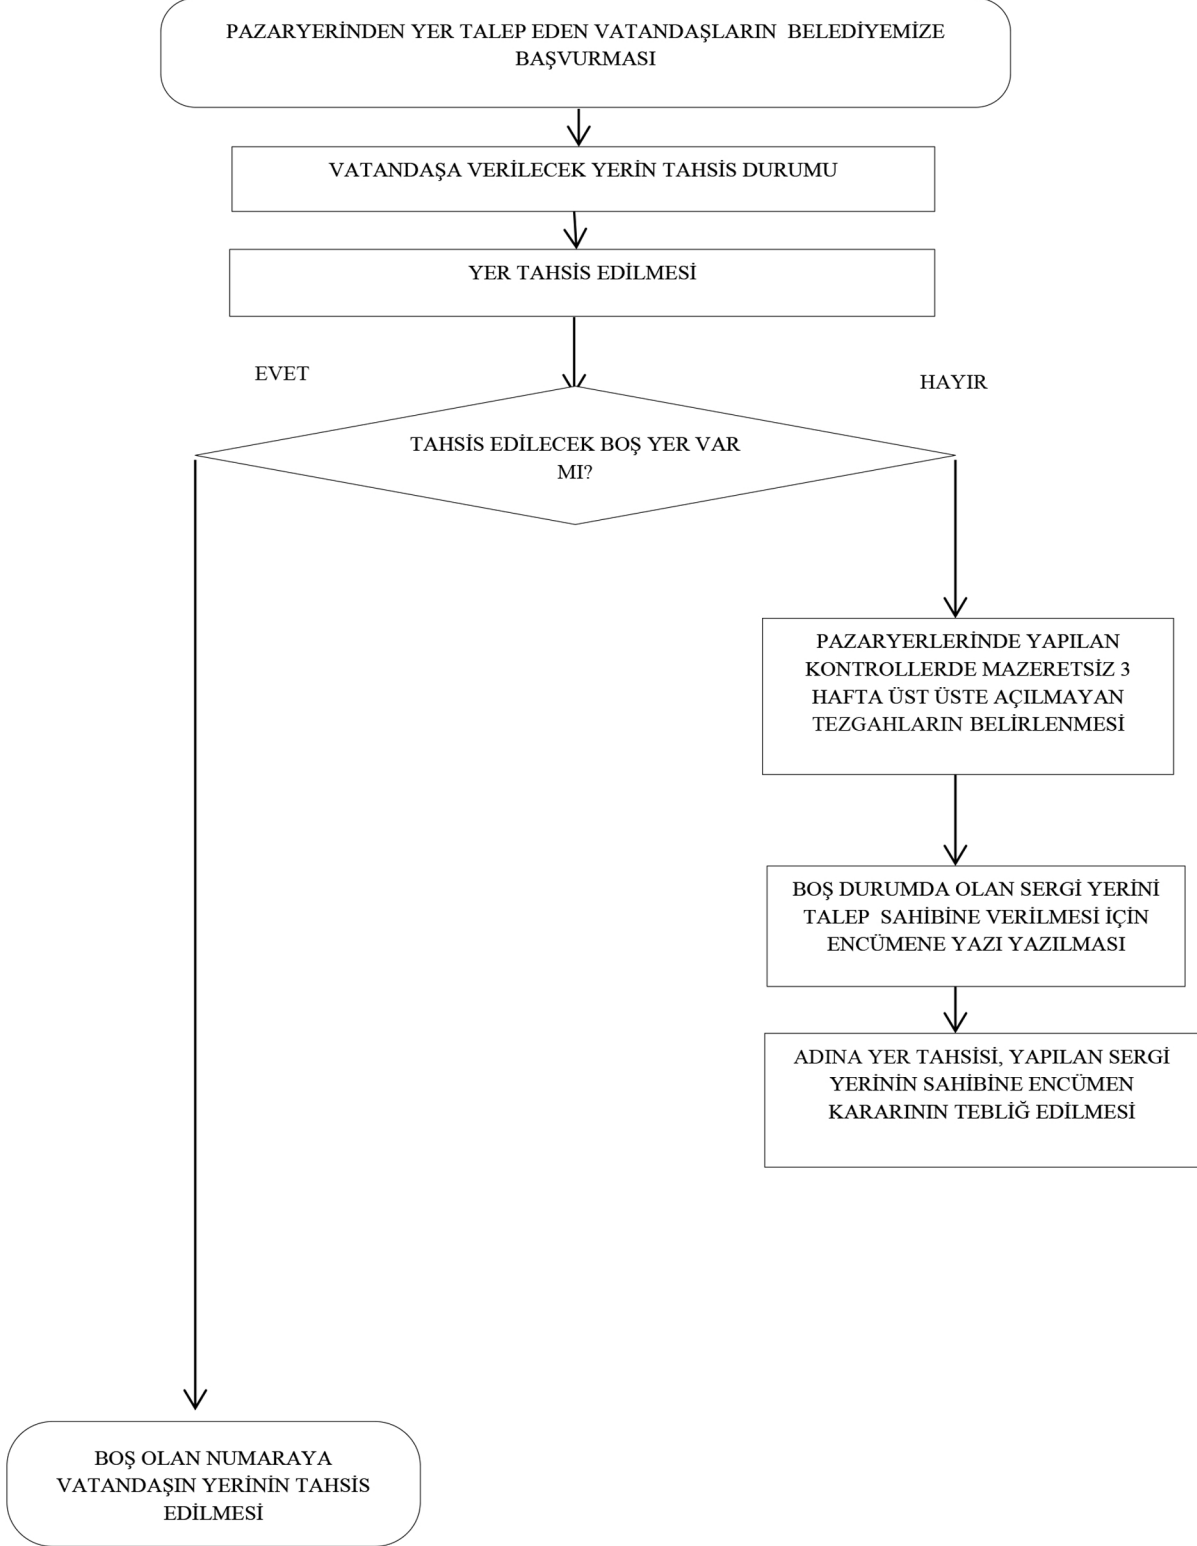 PAZARYERİNDEN YER TALEP EDEN VATANDAŞLARIN  BELEDİYEMİZE
BAŞVURMASI
VATANDAŞA VERİLECEK YERİN TAHSİS DURUMU
YER TAHSİS EDİLMESİ
EVET
HAYIR
TAHSİS EDİLECEK BOŞ YER VAR
MI?
PAZARYERLERİNDE YAPILAN
KONTROLLERDE MAZERETSİZ 3
HAFTA ÜST ÜSTE AÇILMAYAN
TEZGAHLARIN BELİRLENMESİ
BOŞ DURUMDA OLAN SERGİ YERİNİ
TALEP  SAHİBİNE VERİLMESİ İÇİN
ENCÜMENE YAZI YAZILMASI
ADINA YER TAHSİSİ, YAPILAN SERGİ
YERİNİN SAHİBİNE ENCÜMEN
KARARININ TEBLİĞ EDİLMESİ
BOŞ OLAN NUMARAYA
VATANDAŞIN YERİNİN TAHSİS
EDİLMESİ